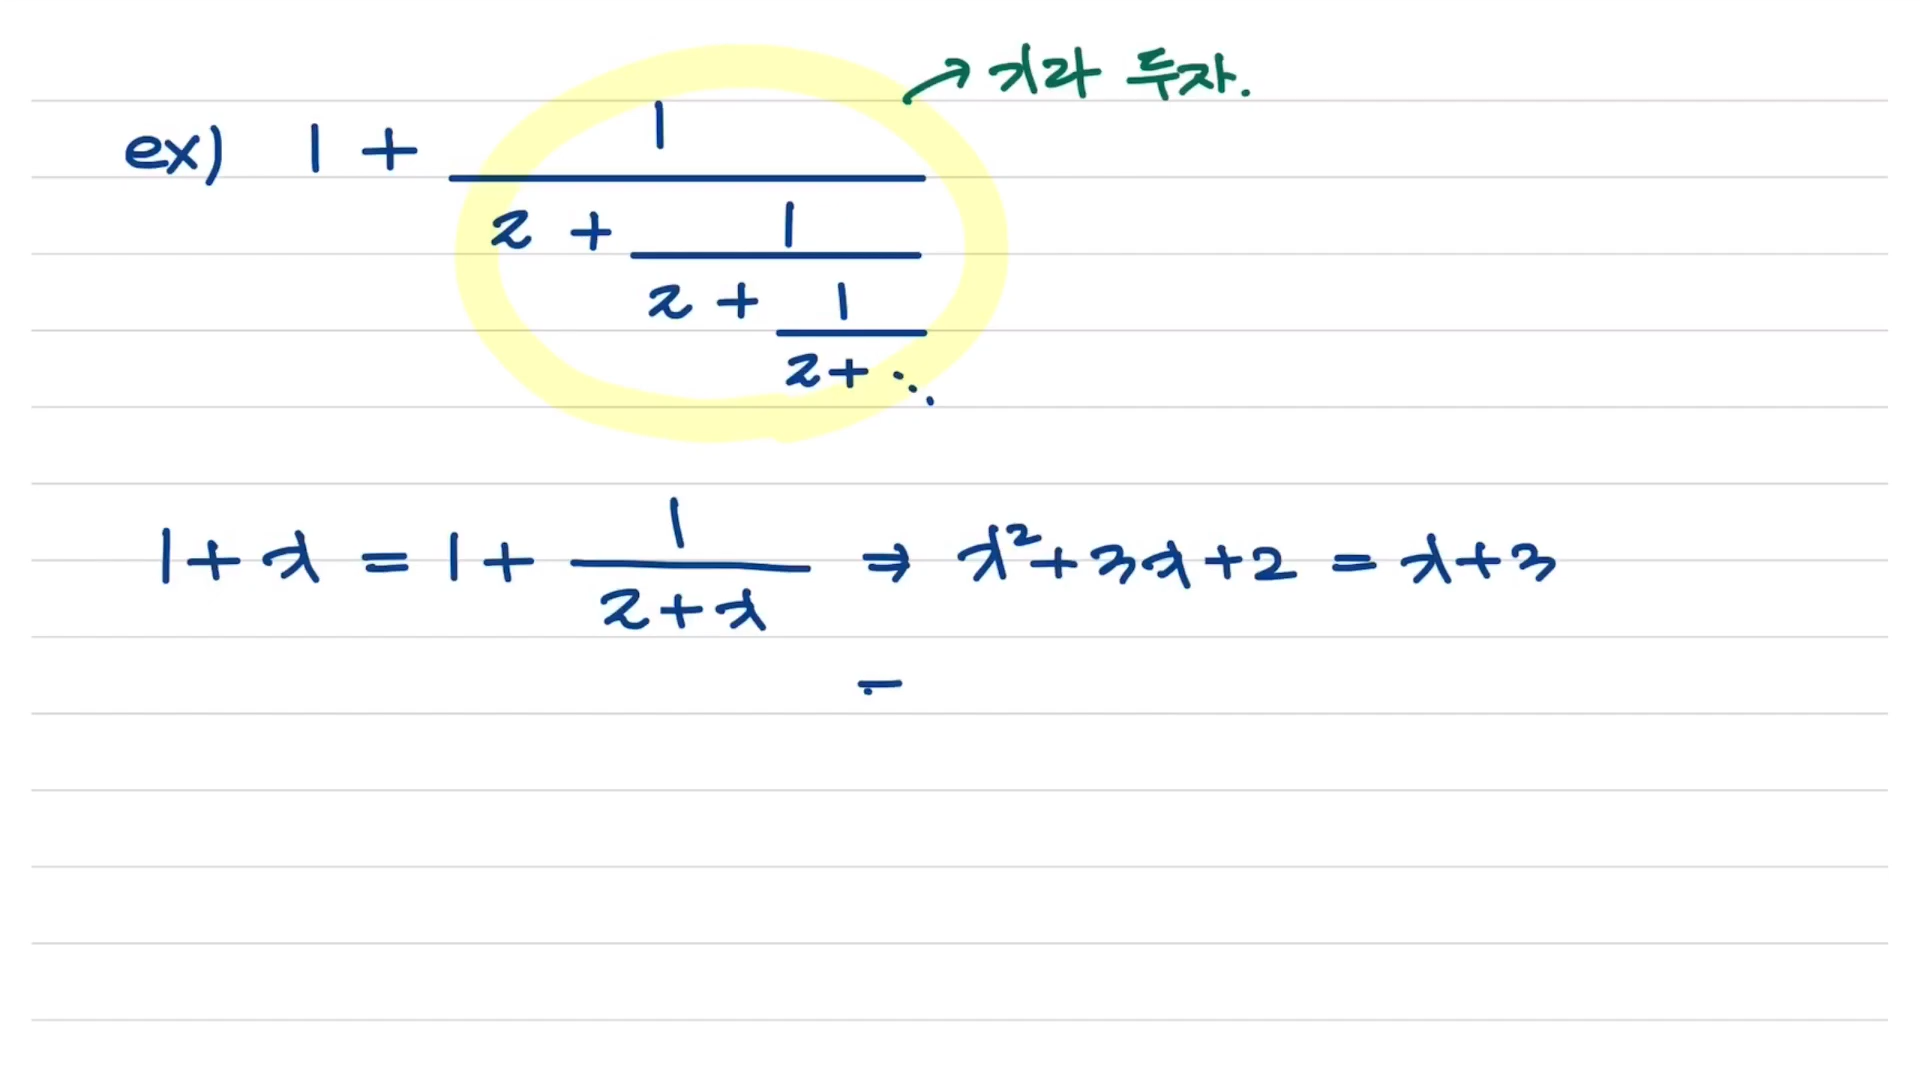 x라 두자.
ex) 1 + 1
2 + 1
2 + 1
2 + ⋱
1 + x = 1 + 1/(2 + x) ⇒ x² + 3x + 2 = x + 3